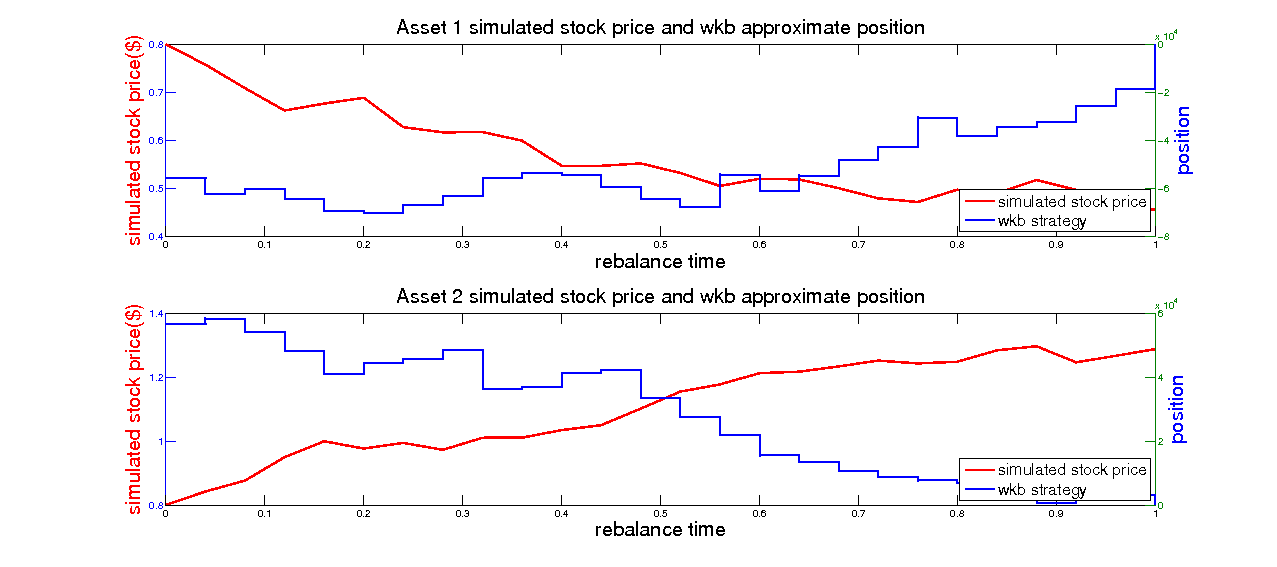 Asset 1 simulated stock price and wkb approximate position
x 10^4
simulated stock price($)
0.8
0.7
0.6
0.5
0.4
0
−2
−4
−6
−8
position
simulated stock price
wkb strategy
0 0.1 0.2 0.3 0.4 0.5 0.6 0.7 0.8 0.9 1
rebalance time
Asset 2 simulated stock price and wkb approximate position
x 10^4
simulated stock price($)
1.4
1.2
1
0.8
6
4
2
0
position
simulated stock price
wkb strategy
0 0.1 0.2 0.3 0.4 0.5 0.6 0.7 0.8 0.9 1
rebalance time